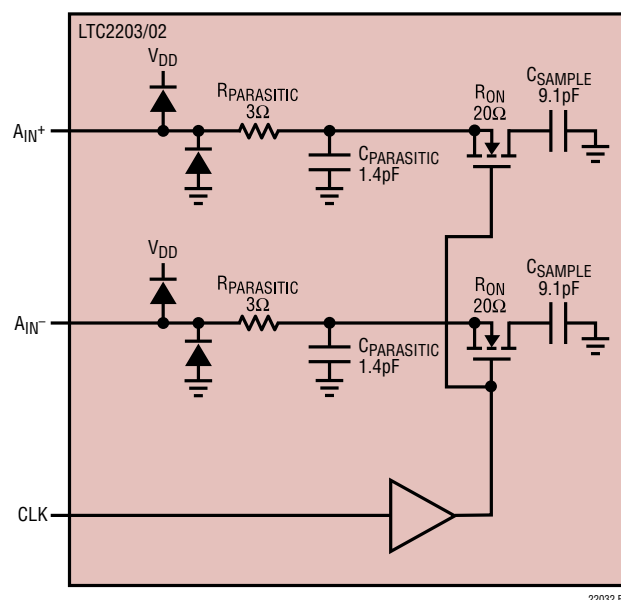 LTC2203/02
VDD
RPARASITIC
3Ω
AIN+
CPARASITIC
1.4pF
RON
20Ω
CSAMPLE
9.1pF
VDD
RPARASITIC
3Ω
AIN–
CPARASITIC
1.4pF
RON
20Ω
CSAMPLE
9.1pF
CLK